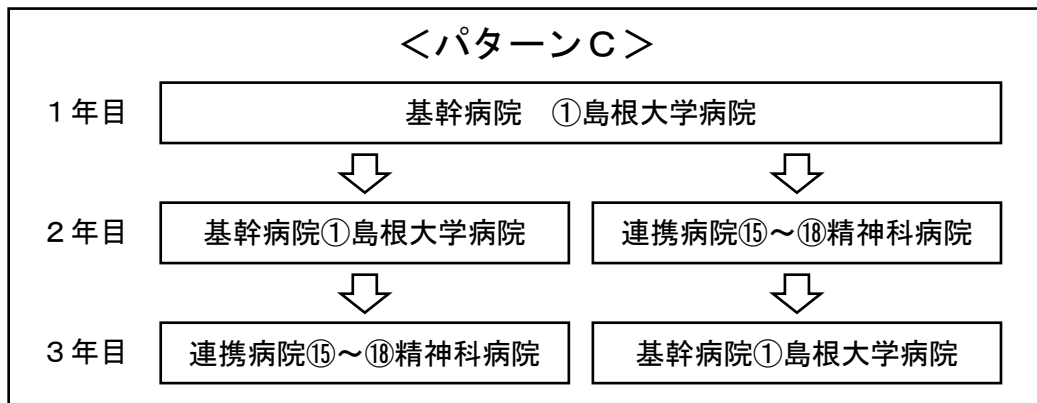 ＜パターンＣ＞
１年目
基幹病院　①島根大学病院
２年目
基幹病院①島根大学病院
連携病院⑮～⑱精神科病院
３年目
連携病院⑮～⑱精神科病院
基幹病院①島根大学病院